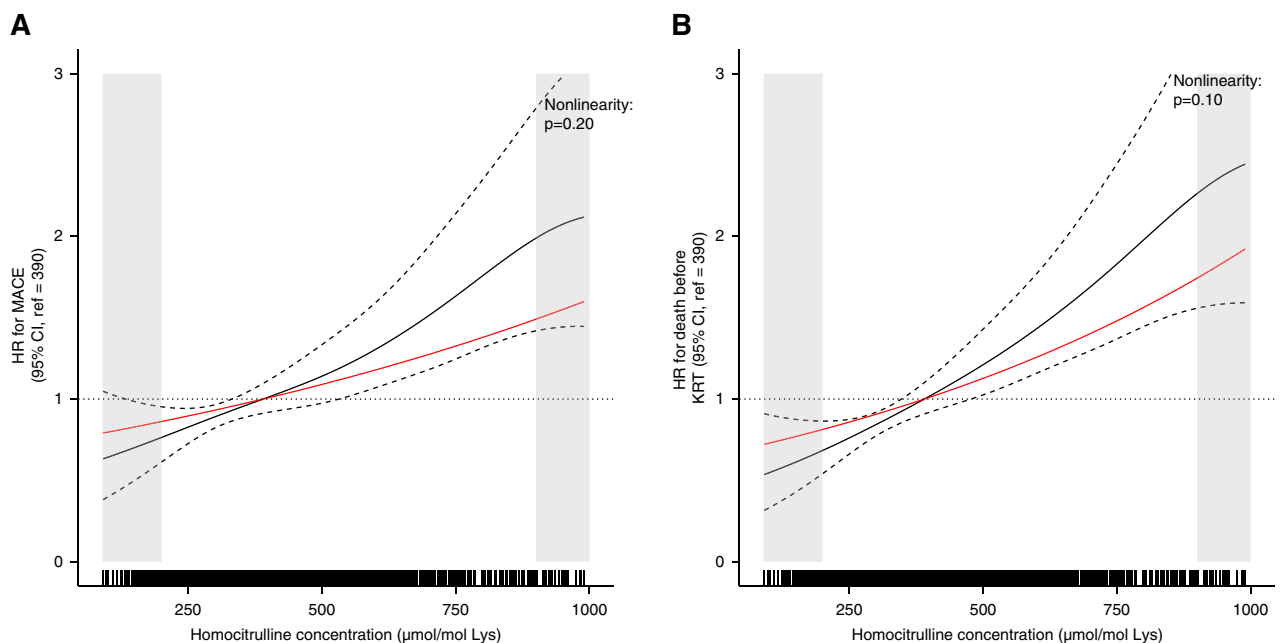 A
3
2
1
0
HR for MACE
(95% CI, ref = 390)
Nonlinearity:
p=0.20
250
500
750
1000
Homocitrulline concentration (µmol/mol Lys)
B
3
2
1
0
HR for death before
KRT (95% CI, ref = 390)
Nonlinearity:
p=0.10
250
500
750
1000
Homocitrulline concentration (µmol/mol Lys)